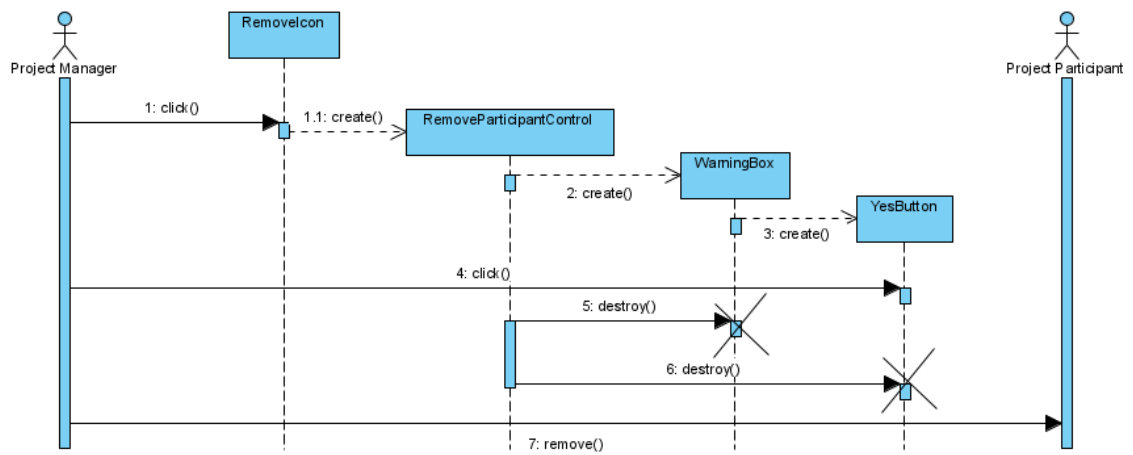 RemoveIcon
Project Manager
Project Participant
1: click()
1.1: create()
RemoveParticipantControl
WarningBox
2: create()
YesButton
3: create()
4: click()
5: destroy()
6: destroy()
7: remove()